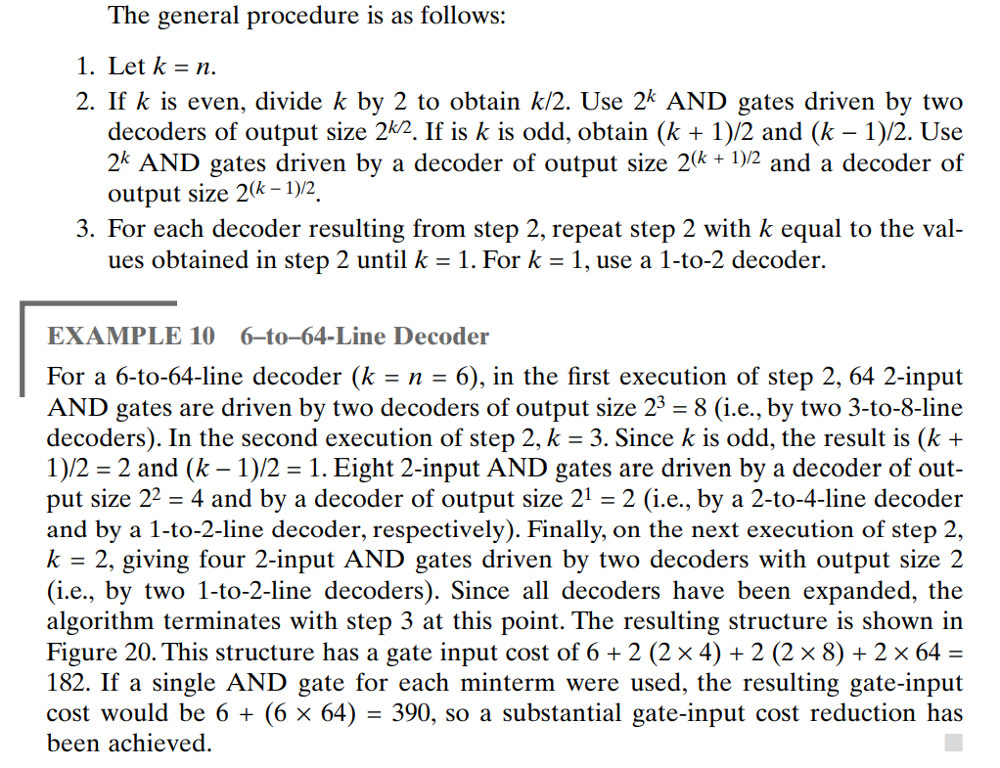 The general procedure is as follows:
1. Let k = n.
2. If k is even, divide k by 2 to obtain k/2. Use 2^k AND gates driven by two
decoders of output size 2^k/2. If is k is odd, obtain (k + 1)/2 and (k − 1)/2. Use
2^k AND gates driven by a decoder of output size 2^(k + 1)/2 and a decoder of
output size 2^(k − 1)/2.
3. For each decoder resulting from step 2, repeat step 2 with k equal to the val-
ues obtained in step 2 until k = 1. For k = 1, use a 1-to-2 decoder.
EXAMPLE 10 6–to–64-Line Decoder
For a 6-to-64-line decoder (k = n = 6), in the first execution of step 2, 64 2-input
AND gates are driven by two decoders of output size 2³ = 8 (i.e., by two 3-to-8-line
decoders). In the second execution of step 2, k = 3. Since k is odd, the result is (k +
1)/2 = 2 and (k − 1)/2 = 1. Eight 2-input AND gates are driven by a decoder of out-
put size 2² = 4 and by a decoder of output size 2¹ = 2 (i.e., by a 2-to-4-line decoder
and by a 1-to-2-line decoder, respectively). Finally, on the next execution of step 2,
k = 2, giving four 2-input AND gates driven by two decoders with output size 2
(i.e., by two 1-to-2-line decoders). Since all decoders have been expanded, the
algorithm terminates with step 3 at this point. The resulting structure is shown in
Figure 20. This structure has a gate input cost of 6 + 2 (2 × 4) + 2 (2 × 8) + 2 × 64 =
182. If a single AND gate for each minterm were used, the resulting gate-input
cost would be 6 + (6 × 64) = 390, so a substantial gate-input cost reduction has
been achieved.